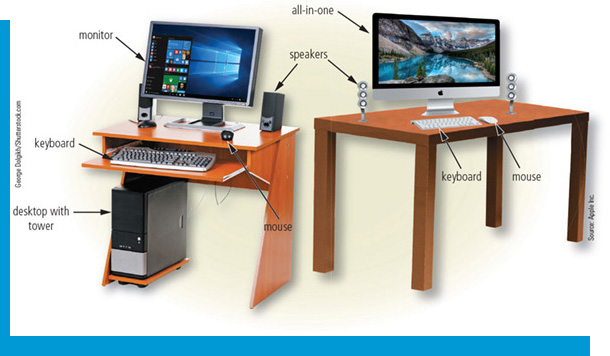 all-in-one
monitor
speakers
George Dolgikh/Shutterstock.com
keyboard
keyboard
mouse
desktop with
tower
mouse
Source: Apple Inc.